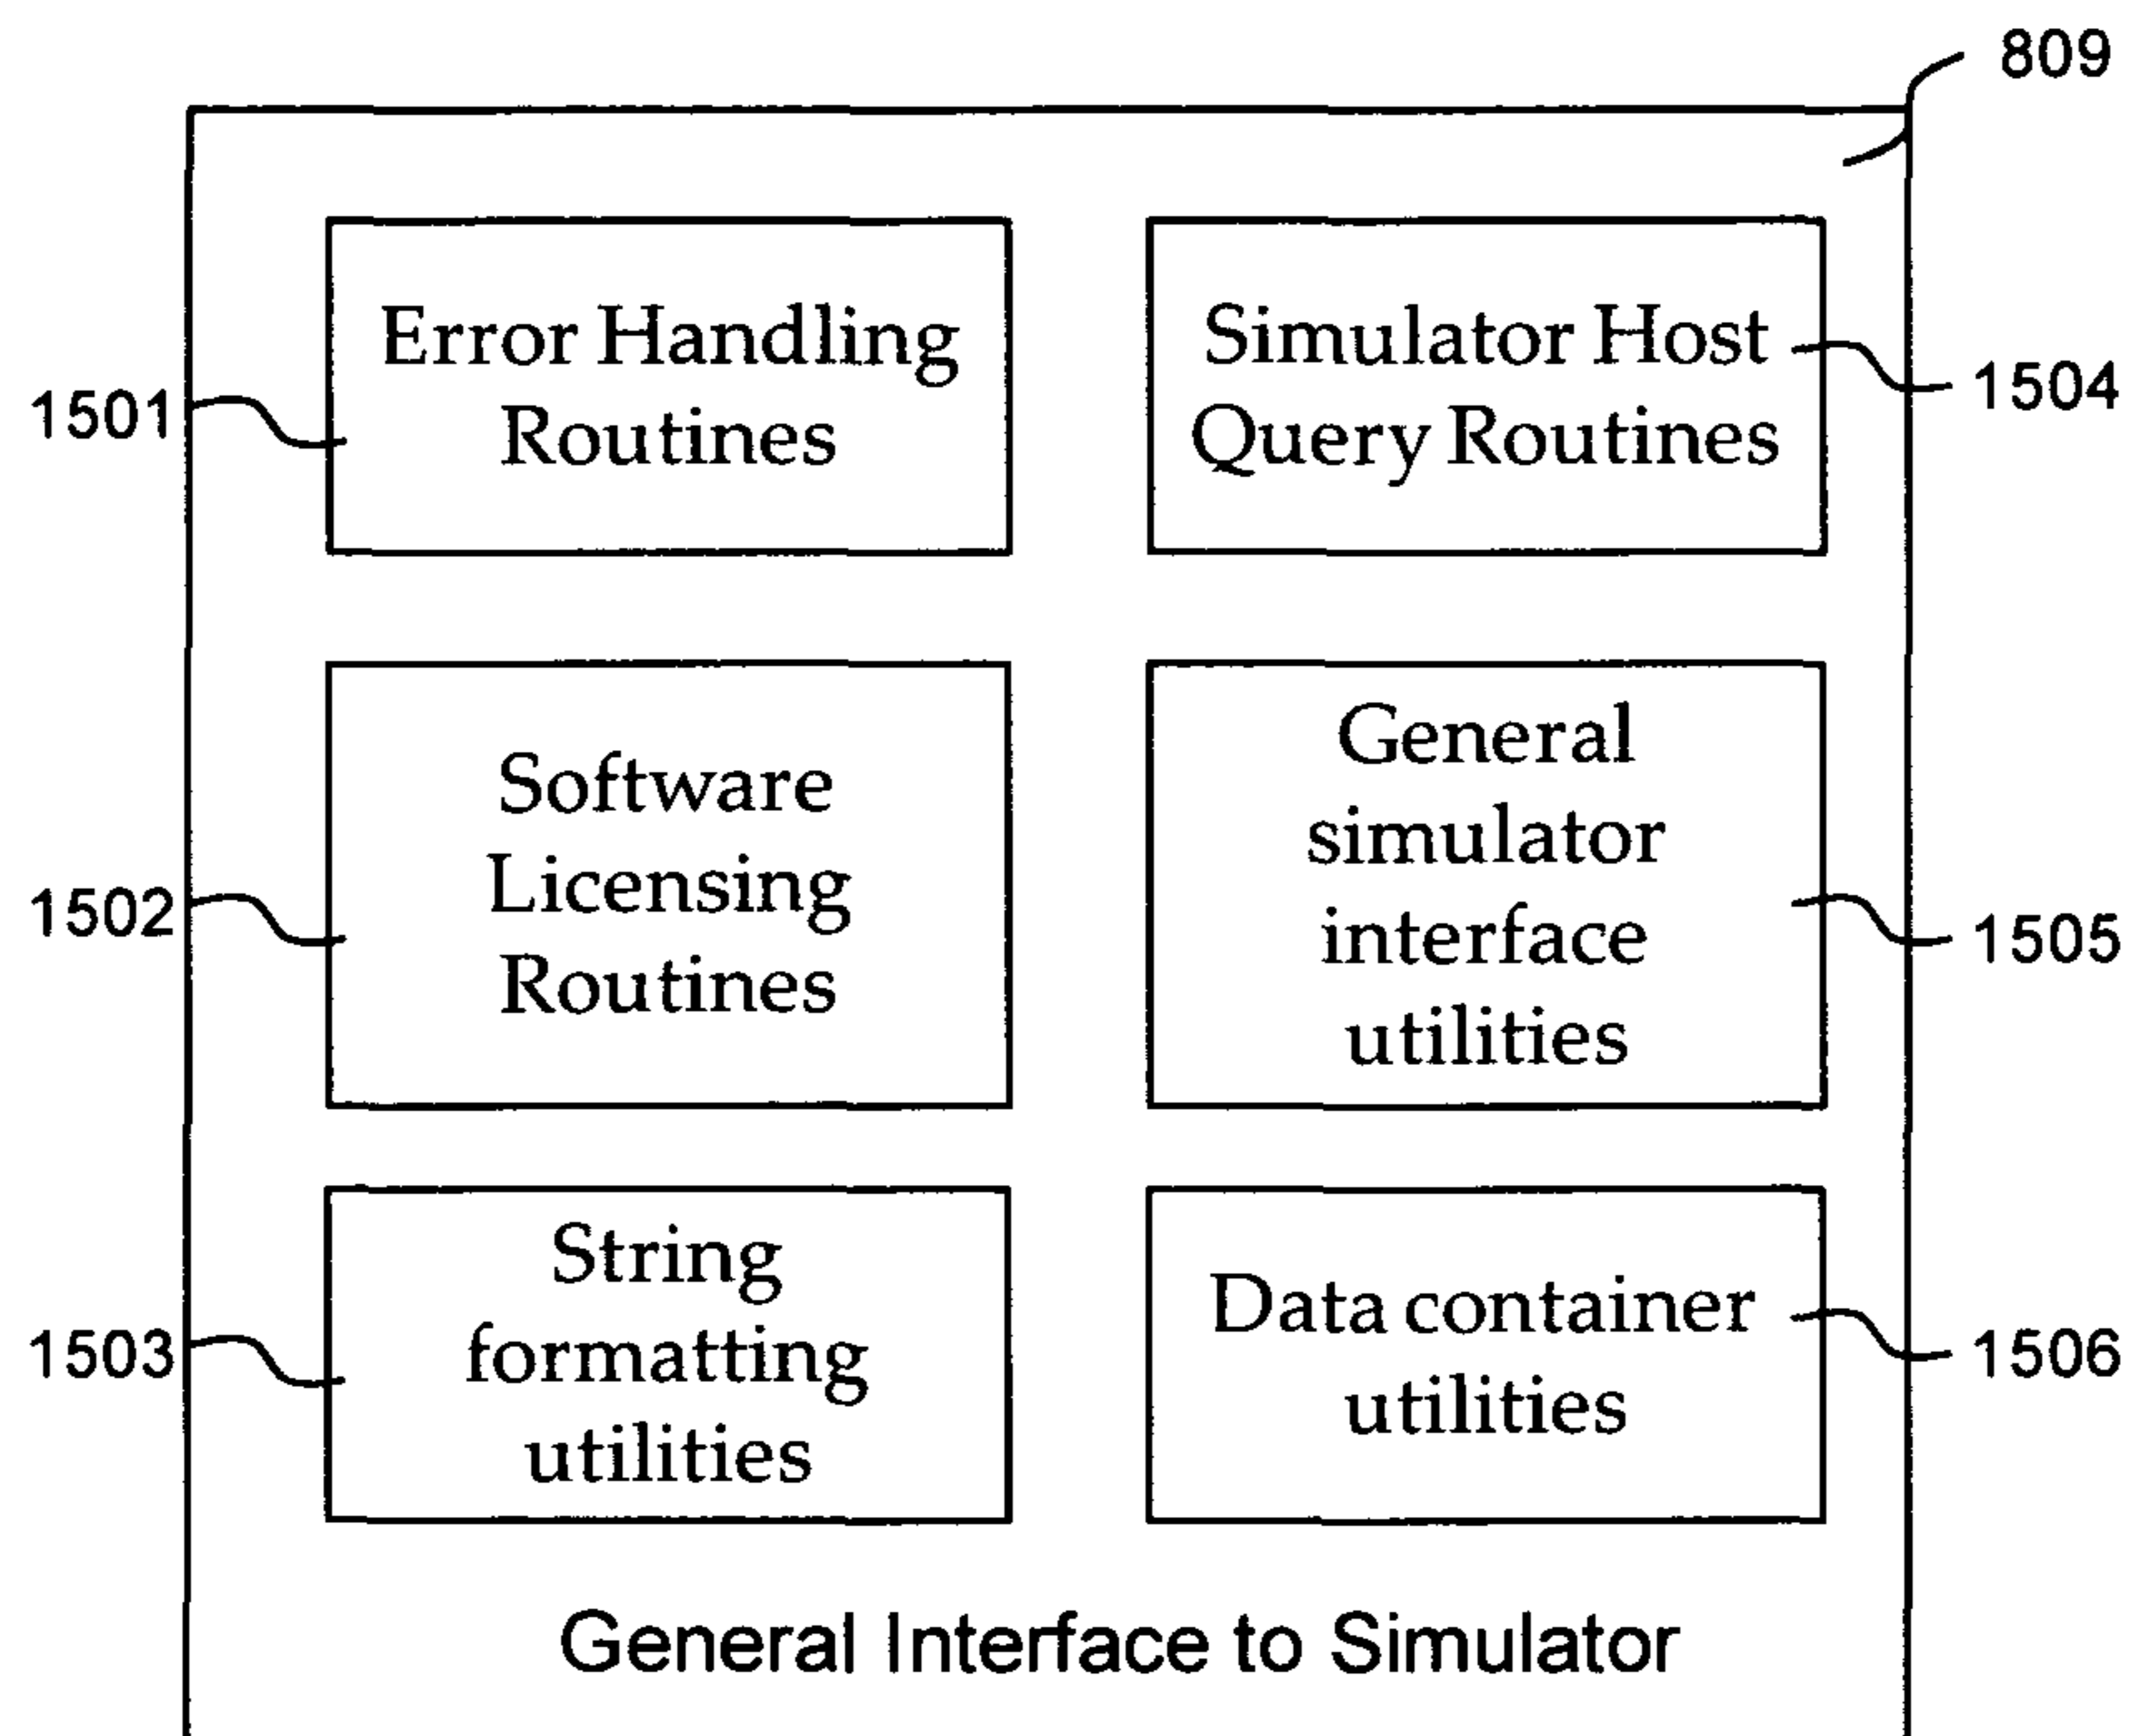 809
Error Handling
Routines
1501
Simulator Host
Query Routines
1504
Software
Licensing
Routines
1502
General
simulator
interface
utilities
1505
String
formatting
utilities
1503
Data container
utilities
1506
General Interface to Simulator